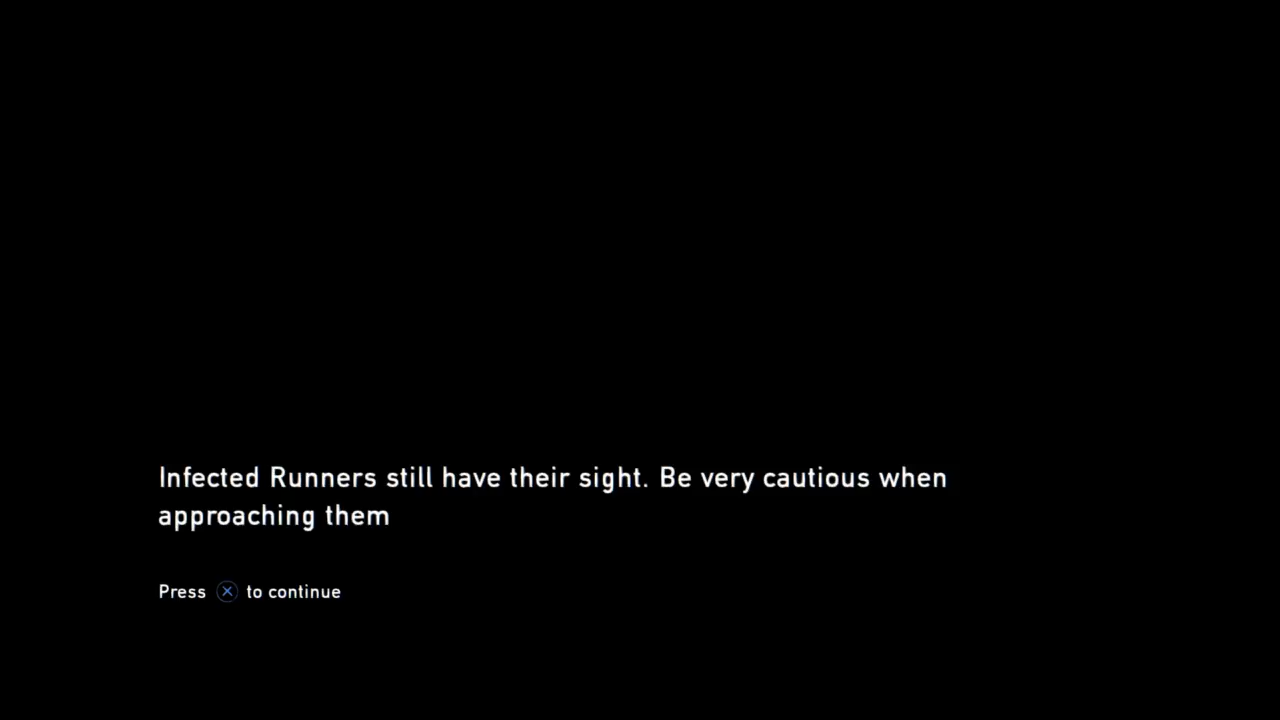 Infected Runners still have their sight. Be very cautious when
approaching them
Press ⓧ to continue